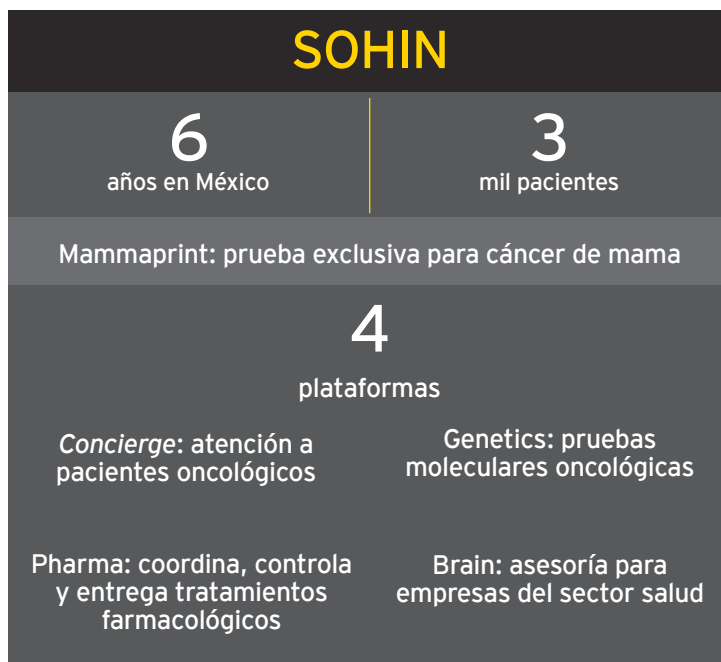 SOHIN
6
años en México
3
mil pacientes
Mammaprint: prueba exclusiva para cáncer de mama
4
plataformas
Concierge: atención a
pacientes oncológicos
Genetics: pruebas
moleculares oncológicas
Pharma: coordina, controla
y entrega tratamientos
farmacológicos
Brain: asesoría para
empresas del sector salud